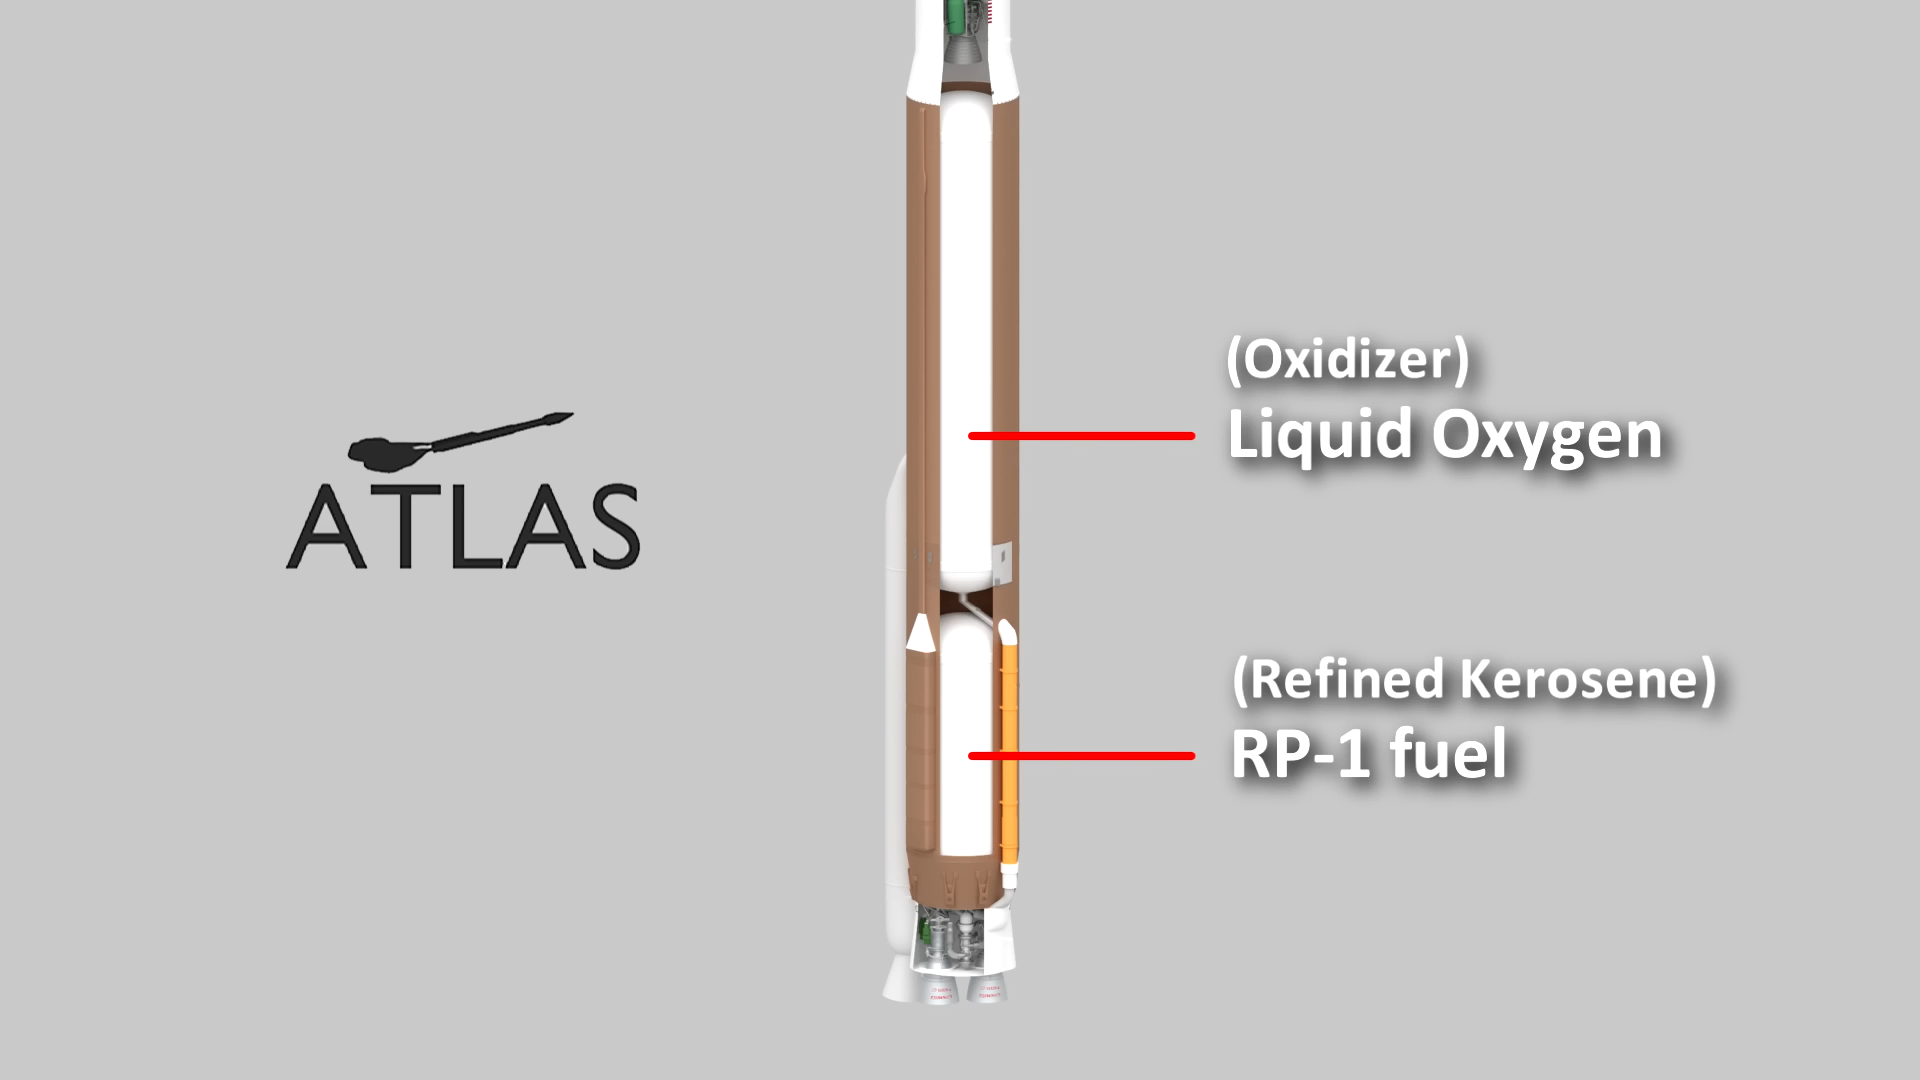 ATLAS
(Oxidizer)
Liquid Oxygen
(Refined Kerosene)
RP-1 fuel